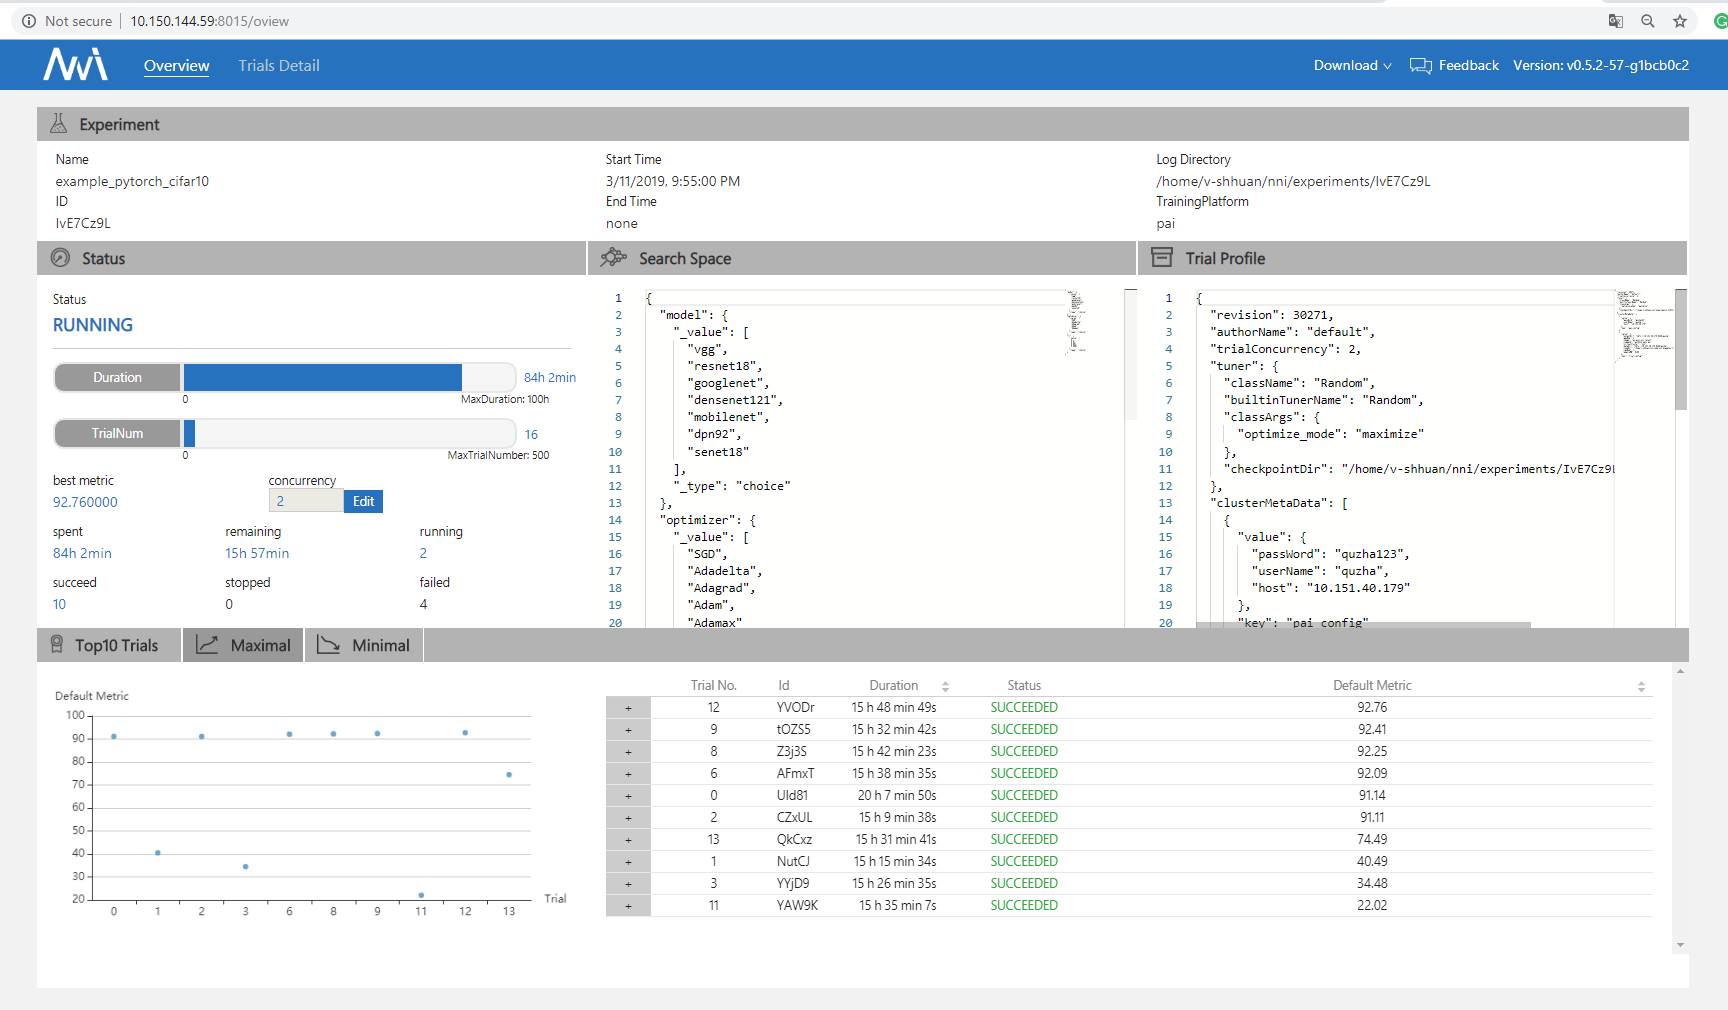 Not secure 10.150.144.59:8015/oview
NNI Overview Trials Detail Download Feedback Version: v0.5.2-57-g1bcb0c2
Experiment
Name Start Time Log Directory
example_pytorch_cifar10 3/11/2019, 9:55:00 PM /home/v-shhuan/nni/experiments/IvE7Cz9L
ID End Time TrainingPlatform
IvE7Cz9L none pai
Status
Status
RUNNING
Duration 84h 2min
0 MaxDuration: 100h
TrialNum 16
0 MaxTrialNumber: 500
best metric concurrency
92.760000 2 Edit
spent remaining running
84h 2min 15h 57min 2
succeed stopped failed
10 0 4
Search Space
1 {
2 "model": {
3 "_value": [
4 "vgg",
5 "resnet18",
6 "googlenet",
7 "densenet121",
8 "mobilenet",
9 "dpn92",
10 "senet18"
11 ],
12 "_type": "choice"
13 },
14 "optimizer": {
15 "_value": [
16 "SGD",
17 "Adadelta",
18 "Adagrad",
19 "Adam",
20 "Adamax"
Trial Profile
1 {
2 "revision": 30271,
3 "authorName": "default",
4 "trialConcurrency": 2,
5 "tuner": {
6 "className": "Random",
7 "builtinTunerName": "Random",
8 "classArgs": {
9 "optimize_mode": "maximize"
10 },
11 "checkpointDir": "/home/v-shhuan/nni/experiments/IvE7Cz9L
12 },
13 "clusterMetaData": [
14 {
15 "value": {
16 "passWord": "quzha123",
17 "userName": "quzha",
18 "host": "10.151.40.179"
19 },
20 "key": "pai_config"
Top10 Trials Maximal Minimal
Default Metric
100
90
80
70
60
50
40
30
20
0 1 2 3 6 8 9 11 12 13
Trial
Trial No. Id Duration Status Default Metric
+ 12 YVODr 15 h 48 min 49s SUCCEEDED 92.76
+ 9 tOZS5 15 h 32 min 42s SUCCEEDED 92.41
+ 8 Z3j3S 15 h 42 min 23s SUCCEEDED 92.25
+ 6 AFmxT 15 h 38 min 35s SUCCEEDED 92.09
+ 0 UId81 20 h 7 min 50s SUCCEEDED 91.14
+ 2 CZxUL 15 h 9 min 38s SUCCEEDED 91.11
+ 13 QkCxz 15 h 31 min 41s SUCCEEDED 74.49
+ 1 NutCJ 15 h 15 min 34s SUCCEEDED 40.49
+ 3 YYjD9 15 h 26 min 35s SUCCEEDED 34.48
+ 11 YAW9K 15 h 35 min 7s SUCCEEDED 22.02